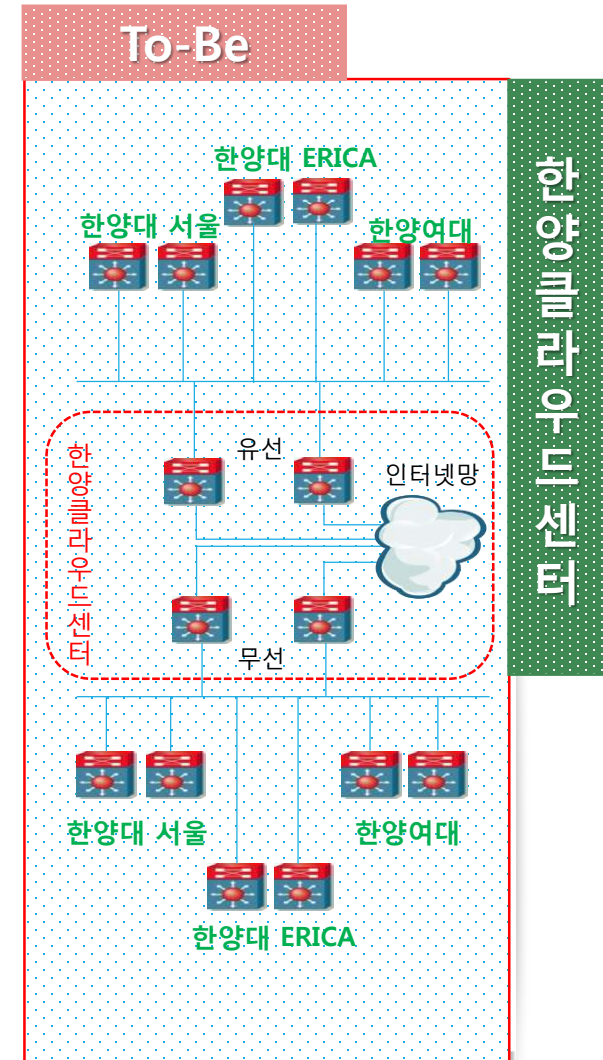 To-Be
한양클라우드센터
한양대 ERICA
한양대 서울
한양여대
유선
인터넷망
한양클라우드센터
무선
한양대 서울
한양여대
한양대 ERICA